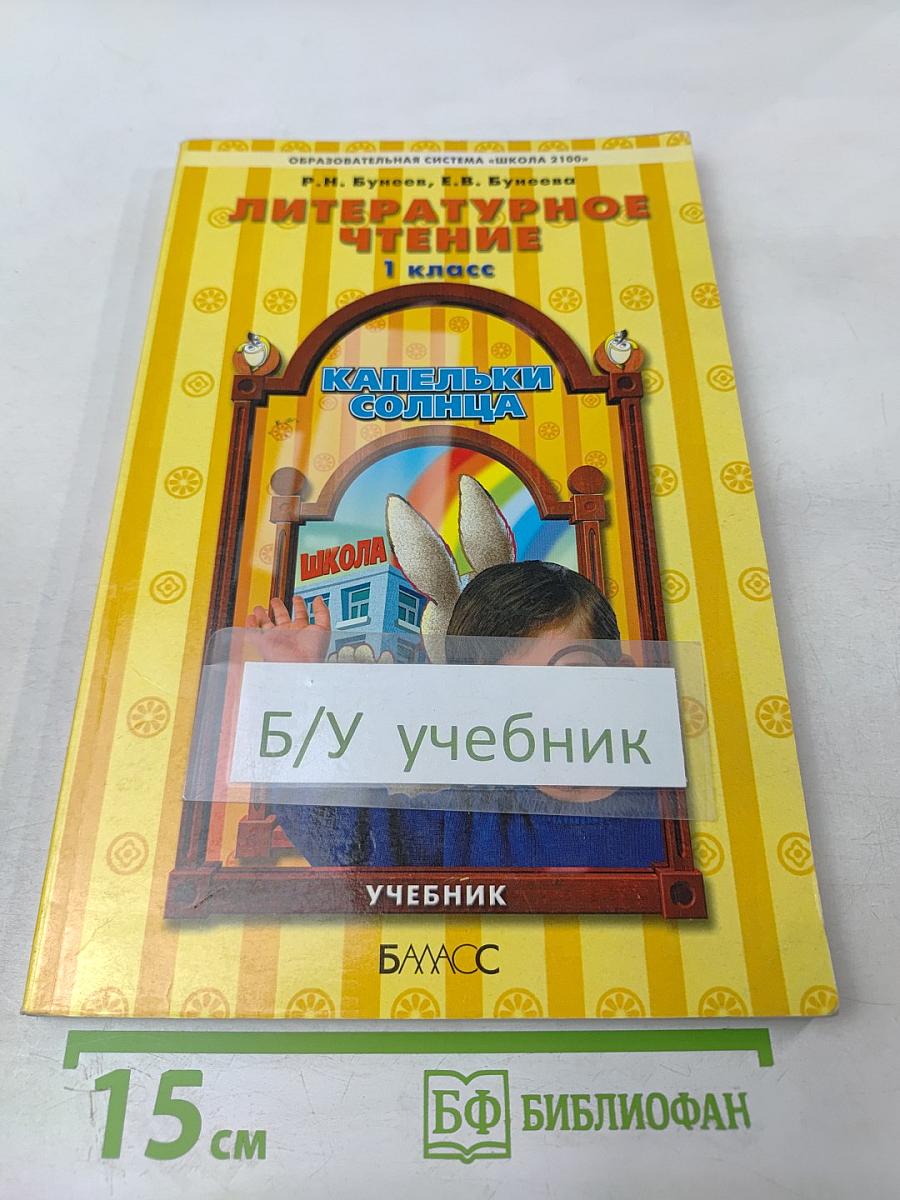 ОБРАЗОВАТЕЛЬНАЯ СИСТЕМА «ШКОЛА 2100»
Р.Н. Бунеев, Е.В. Бунеева
ЛИТЕРАТУРНОЕ
ЧТЕНИЕ
1 класс
КАПЕЛЬКИ
СОЛНЦА
ШКОЛА
Б/У учебник
УЧЕБНИК
БАЛАСС
15 см
БФ БИБЛИОФАН